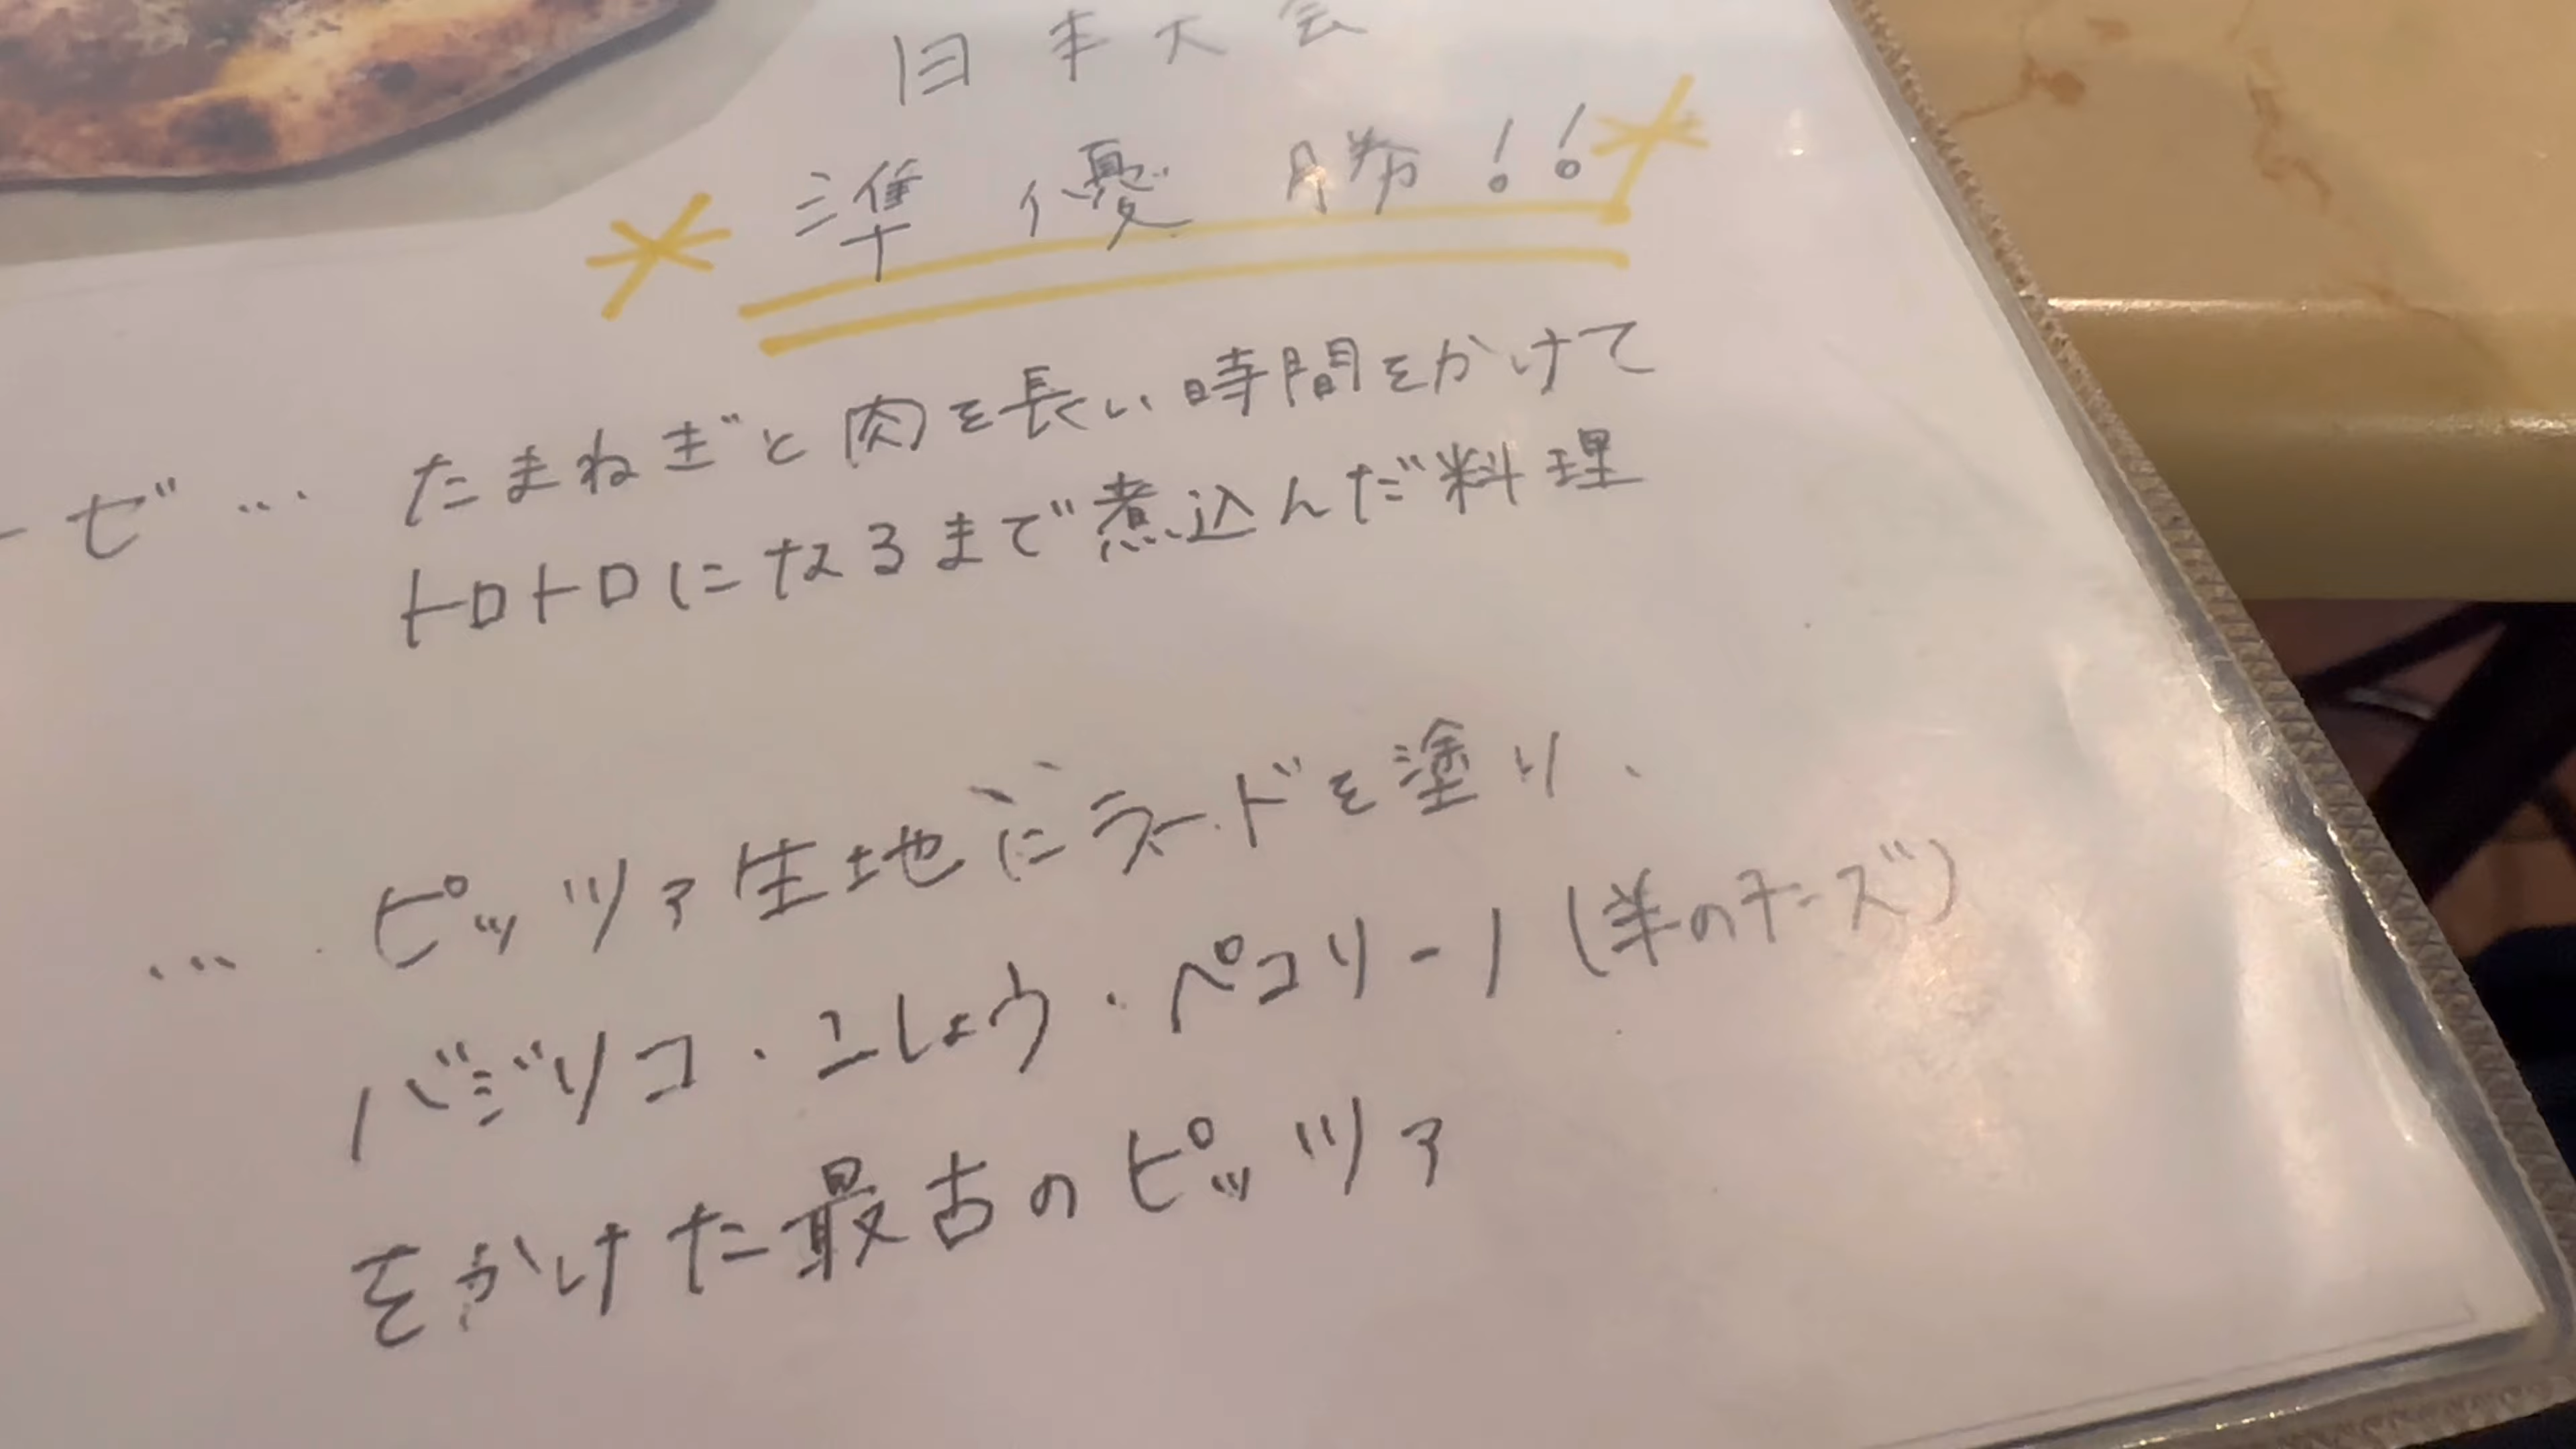 日本大会
準優勝!!
ーゼ… たまねぎと肉を長い時間をかけて
トロトロになるまで煮込んだ料理
… ピッツァ生地にラードを塗り、
バジリコ・こしょう・ペコリーノ(羊のチーズ)
をかけた最古のピッツァ